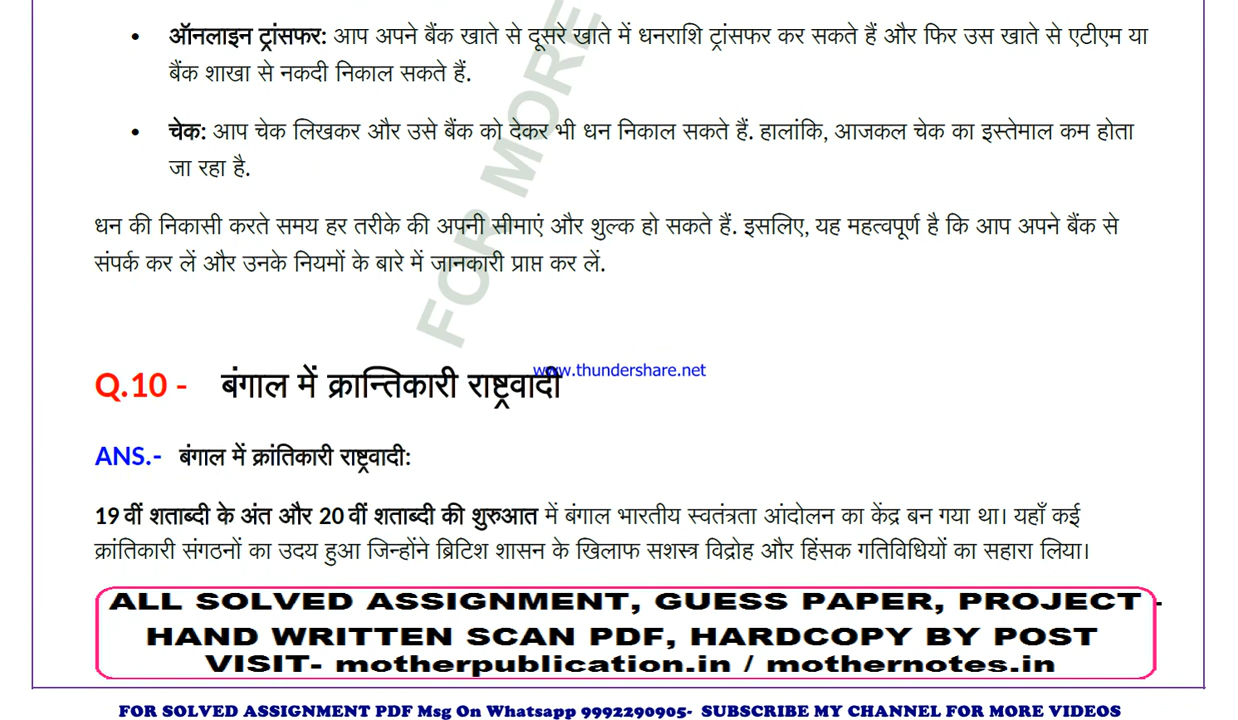 • ऑनलाइन ट्रांसफर: आप अपने बैंक खाते से दूसरे खाते में धनराशि ट्रांसफर कर सकते हैं और फिर उस खाते से एटीएम या
बैंक शाखा से नकदी निकाल सकते हैं.
• चेक: आप चेक लिखकर और उसे बैंक को देकर भी धन निकाल सकते हैं. हालांकि, आजकल चेक का इस्तेमाल कम होता
जा रहा है.
धन की निकासी करते समय हर तरीके की अपनी सीमाएं और शुल्क हो सकते हैं. इसलिए, यह महत्वपूर्ण है कि आप अपने बैंक से
संपर्क कर लें और उनके नियमों के बारे में जानकारी प्राप्त कर लें.
FOR MORE
www.thundershare.net
Q.10 - बंगाल में क्रान्तिकारी राष्ट्रवादी
ANS.- बंगाल में क्रांतिकारी राष्ट्रवादी:
19 वीं शताब्दी के अंत और 20 वीं शताब्दी की शुरुआत में बंगाल भारतीय स्वतंत्रता आंदोलन का केंद्र बन गया था। यहाँ कई
क्रांतिकारी संगठनों का उदय हुआ जिन्होंने ब्रिटिश शासन के खिलाफ सशस्त्र विद्रोह और हिंसक गतिविधियों का सहारा लिया।
ALL SOLVED ASSIGNMENT, GUESS PAPER, PROJECT -
HAND WRITTEN SCAN PDF, HARDCOPY BY POST
VISIT- motherpublication.in / mothernotes.in
FOR SOLVED ASSIGNMENT PDF Msg On Whatsapp 9992290905- SUBSCRIBE MY CHANNEL FOR MORE VIDEOS